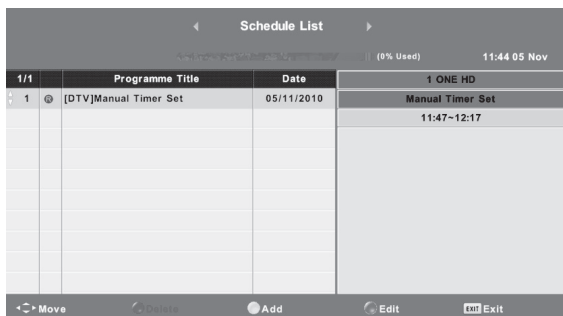 Schedule List
(0% Used) 11:44 05 Nov
1/1 Programme Title Date 1 ONE HD
1 [DTV]Manual Timer Set 05/11/2010 Manual Timer Set
11:47~12:17
Move Delete Add Edit EXIT Exit